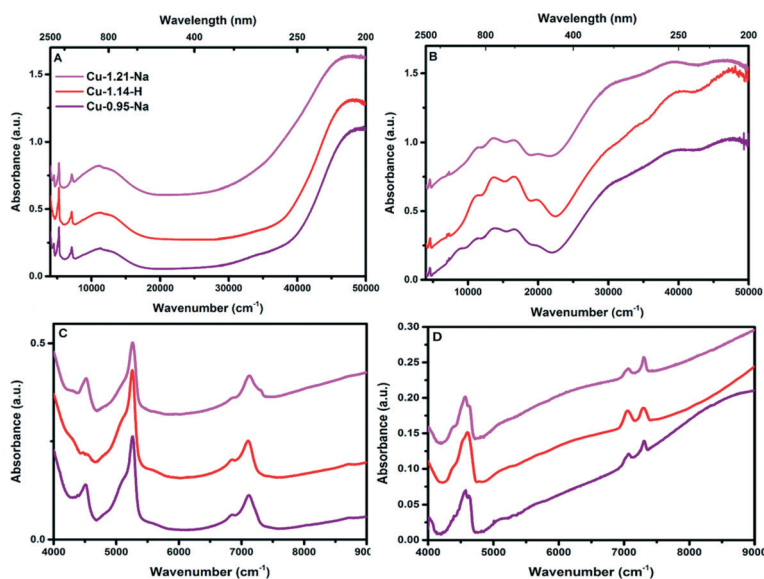 Wavelength (nm)
2500 800 400 250 200
A
Cu-1.21-Na
Cu-1.14-H
Cu-0.95-Na
Absorbance (a.u.)
1.5
1.0
0.5
0.0
10000 20000 30000 40000 50000
Wavenumber (cm⁻¹)
Wavelength (nm)
2500 800 400 250 200
B
Absorbance (a.u.)
1.5
1.0
0.5
0.0
10000 20000 30000 40000 50000
Wavenumber (cm⁻¹)
C
Absorbance (a.u.)
0.5
0.0
4000 5000 6000 7000 8000 9000
Wavenumber (cm⁻¹)
D
Absorbance (a.u.)
0.30
0.25
0.20
0.15
0.10
0.05
0.00
4000 5000 6000 7000 8000 9000
Wavenumber (cm⁻¹)